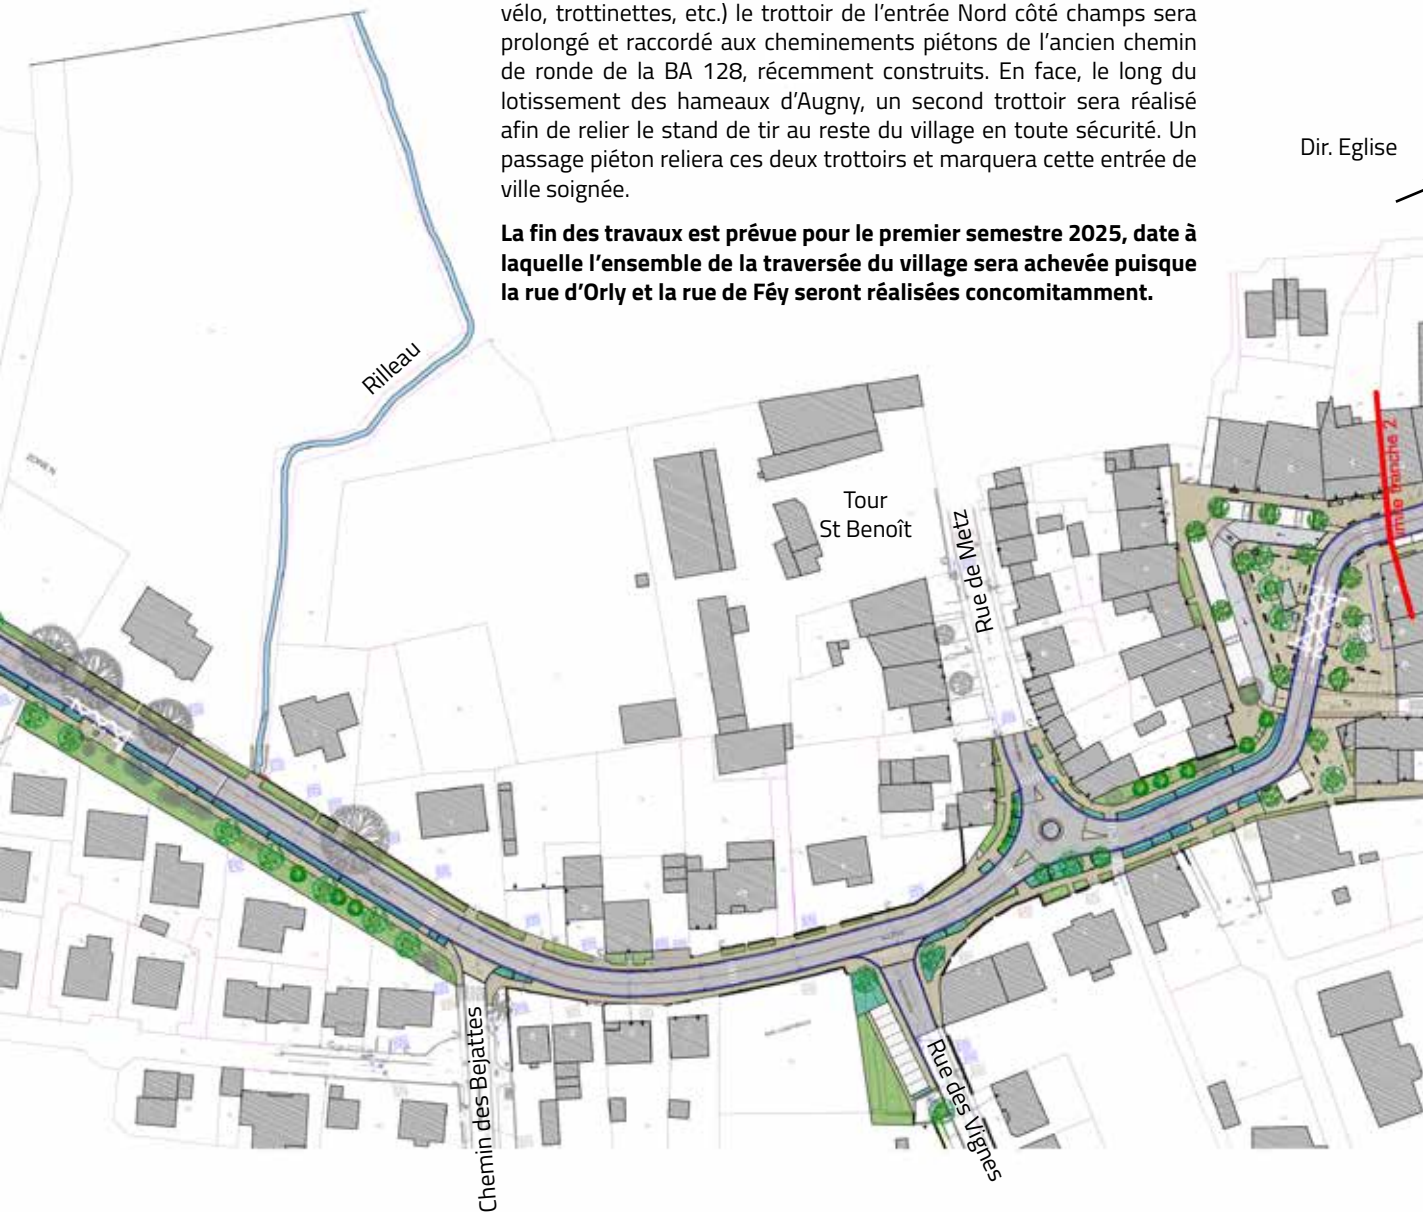 vélo, trottinettes, etc.) le trottoir de l’entrée Nord côté champs sera
prolongé et raccordé aux cheminements piétons de l’ancien chemin
de ronde de la BA 128, récemment construits. En face, le long du
lotissement des hameaux d’Augny, un second trottoir sera réalisé
afin de relier le stand de tir au reste du village en toute sécurité. Un
passage piéton reliera ces deux trottoirs et marquera cette entrée de
ville soignée.
La fin des travaux est prévue pour le premier semestre 2025, date à
laquelle l’ensemble de la traversée du village sera achevée puisque
la rue d’Orly et la rue de Féy seront réalisées concomitamment.
Dir. Eglise
Rilleau
ZONE N
Tour
St Benoît
Rue de Metz
limite tranche 2
Chemin des Bejattes
Rue des Vignes